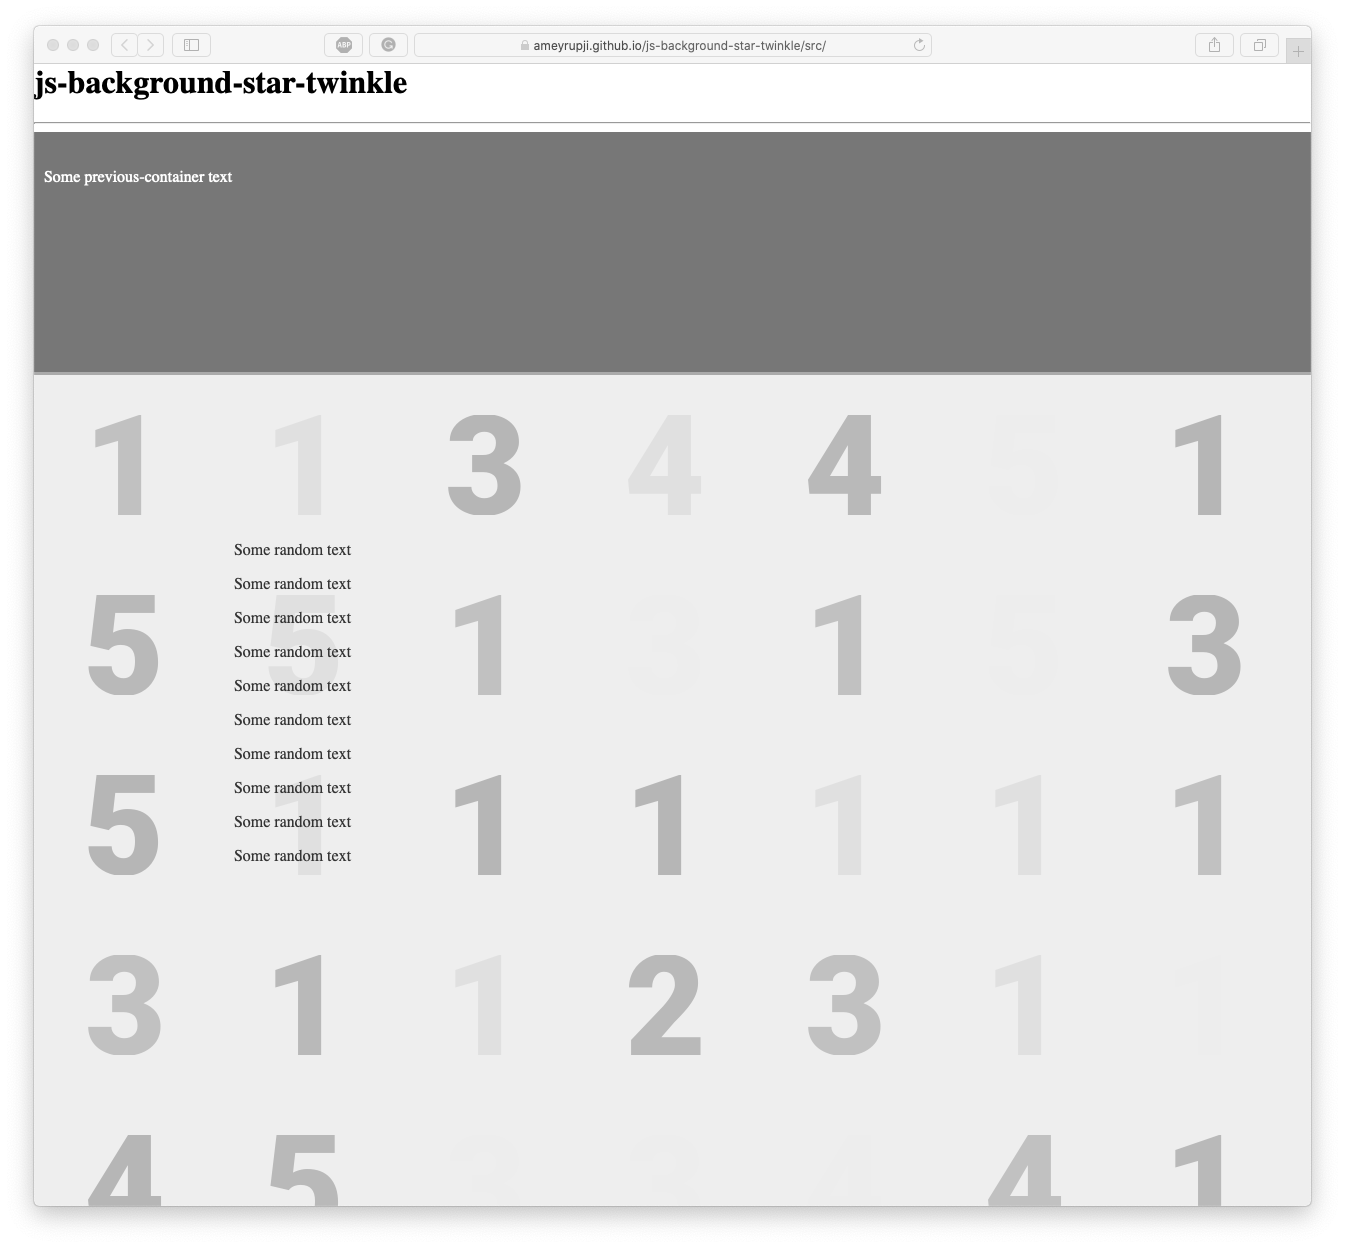 ABP
ameyrupji.github.io/js-background-star-twinkle/src/
js-background-star-twinkle
Some previous-container text
1 1 3 4 4 5 1
Some random text
Some random text
5 5 1 3 1 5 3
Some random text
Some random text
Some random text
Some random text
Some random text
5 1 1 1 1 1 1
Some random text
Some random text
Some random text
3 1 1 2 3 1 1
4 5 3 3 4 4 1